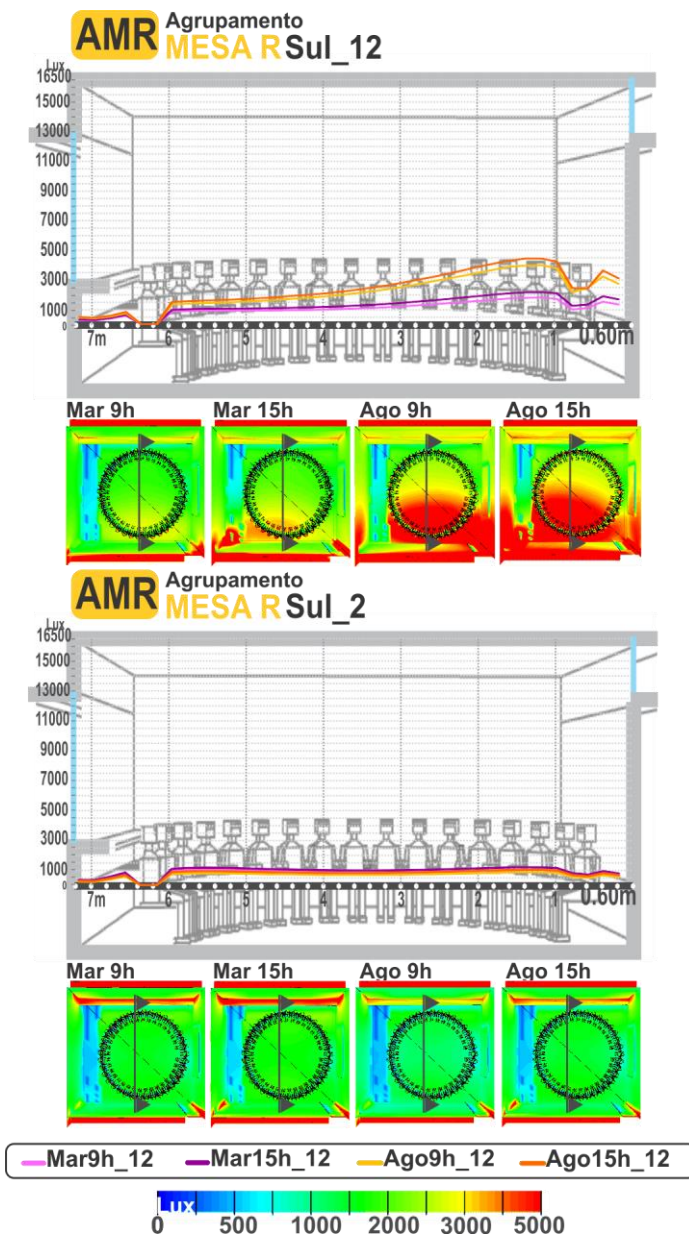 AMR Agrupamento
MESA R Sul_12
Lux
16500
15000
13000
11000
9000
7000
5000
3000
1000
0
7m 6 5 4 3 2 1 0.60m
Mar 9h Mar 15h Ago 9h Ago 15h
AMR Agrupamento
MESA R Sul_2
Lux
16500
15000
13000
11000
9000
7000
5000
3000
1000
0
7m 6 5 4 3 2 1 0.60m
Mar 9h Mar 15h Ago 9h Ago 15h
Mar9h_12 Mar15h_12 Ago9h_12 Ago15h_12
Lux
0 500 1000 2000 3000 5000